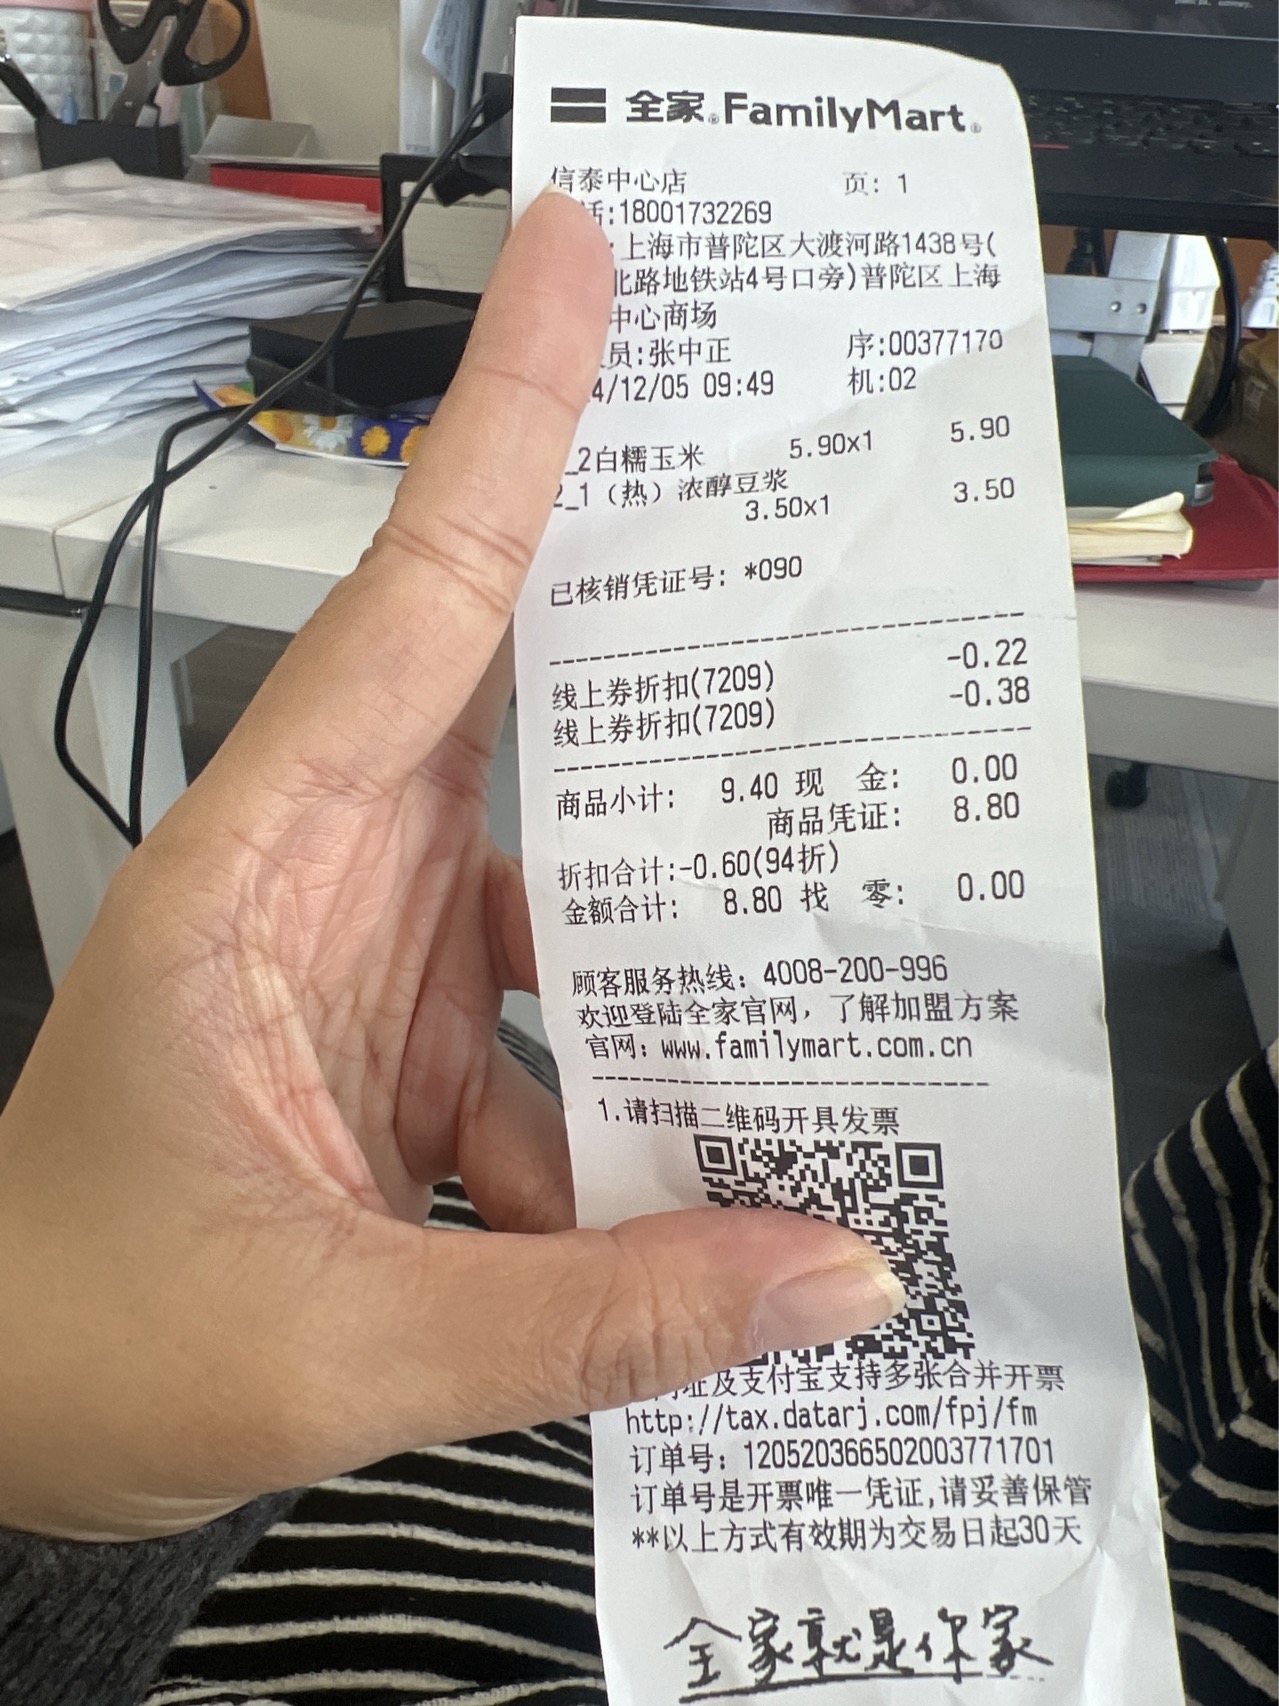 全家 FamilyMart
信泰中心店 页: 1
话:18001732269
:上海市普陀区大渡河路1438号(
北路地铁站4号口旁)普陀区上海
中心商场
员:张中正 序:00377170
4/12/05 09:49 机:02
_2白糯玉米 5.90x1 5.90
2_1（热）浓醇豆浆
3.50x1 3.50
已核销凭证号: *090
线上券折扣(7209) -0.22
线上券折扣(7209) -0.38
商品小计: 9.40 现 金: 0.00
商品凭证: 8.80
折扣合计:-0.60(94折)
金额合计: 8.80 找 零: 0.00
顾客服务热线: 4008-200-996
欢迎登陆全家官网，了解加盟方案
官网: www.familymart.com.cn
1.请扫描二维码开具发票
网址及支付宝支持多张合并开票
http://tax.datarj.com/fpj/fm
订单号: 120520366502003771701
订单号是开票唯一凭证,请妥善保管
**以上方式有效期为交易日起30天
全家就是你家